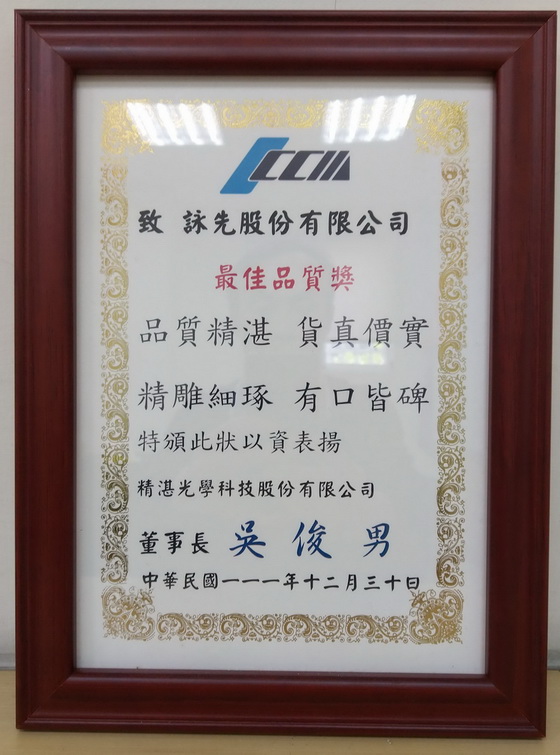 CCM
致 詠先股份有限公司
最佳品質獎
品質精湛 貨真價實
精雕細琢 有口皆碑
特頒此狀以資表揚
精湛光學科技股份有限公司
董事長 吳俊男
中華民國一一一年十二月三十日